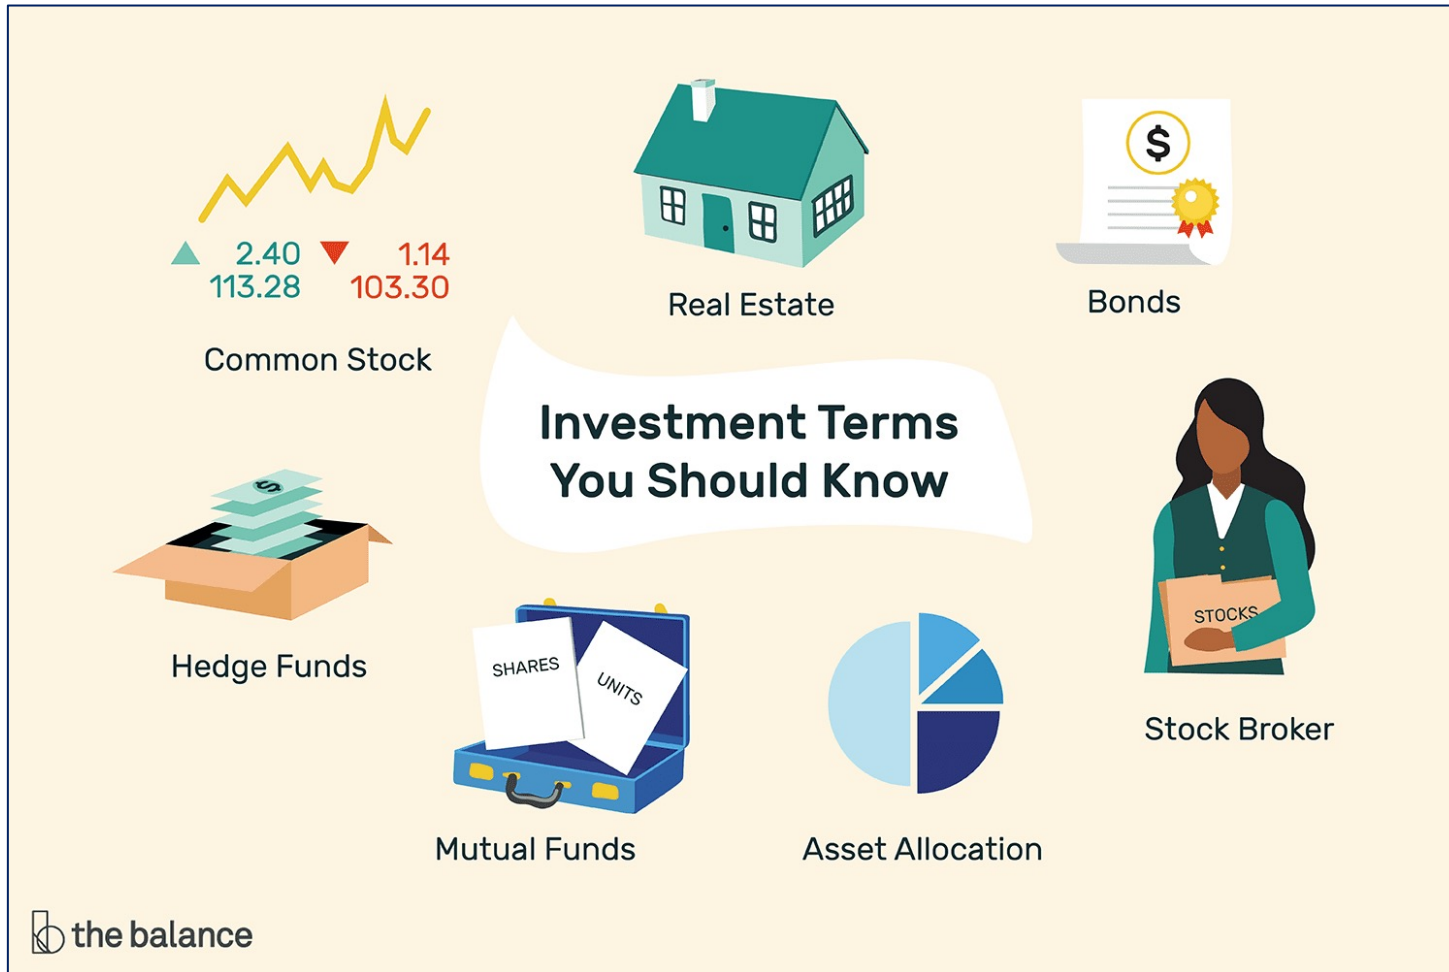 2.40
1.14
113.28
103.30
Common Stock
$
Real Estate
$
Bonds
Investment Terms
You Should Know
$
Hedge Funds
SHARES
UNITS
Mutual Funds
Asset Allocation
STOCKS
Stock Broker
the balance